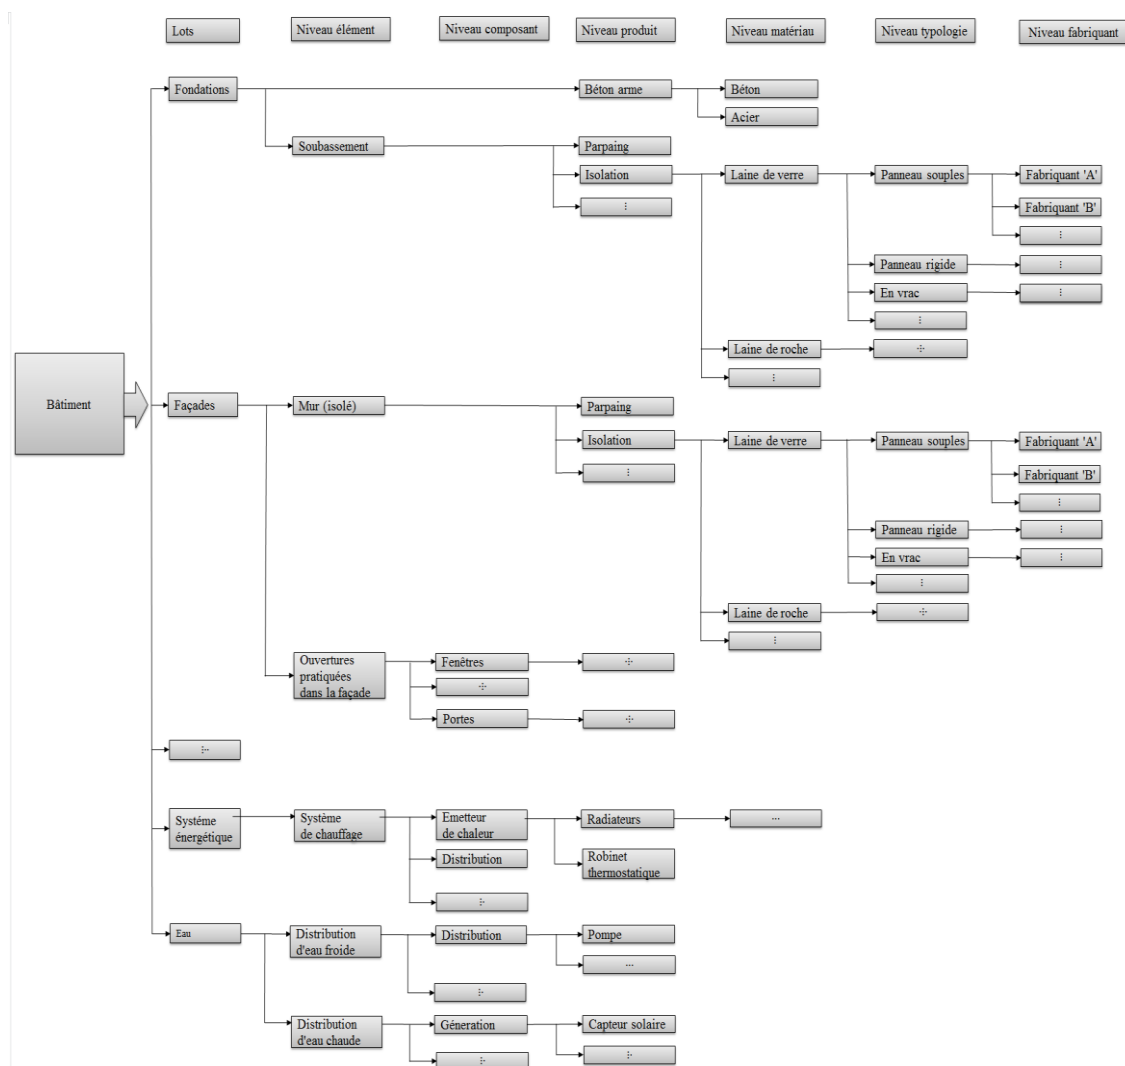 Lots
Niveau élément
Niveau composant
Niveau produit
Niveau matériau
Niveau typologie
Niveau fabriquant
Fondations
Béton arme
Béton
Acier
Soubassement
Parpaing
Isolation
Laine de verre
Panneau souples
Fabriquant 'A'
Fabriquant 'B'
⋮
⋮
Panneau rigide
⋮
En vrac
⋮
⋮
Laine de roche
⁘
⋮
Bâtiment
Façades
Mur (isolé)
Parpaing
Isolation
Laine de verre
Panneau souples
Fabriquant 'A'
Fabriquant 'B'
⋮
⋮
Panneau rigide
⋮
En vrac
⋮
⋮
Laine de roche
⁘
⋮
Ouvertures
pratiquées
dans la façade
Fenêtres
⁘
⁘
Portes
⁘
Systéme
énergétique
Système
de chauffage
Emetteur
de chaleur
Radiateurs
...
Distribution
Robinet
thermostatique
Eau
Distribution
d'eau froide
Distribution
Pompe
...
Distribution
d'eau chaude
Géneration
Capteur solaire